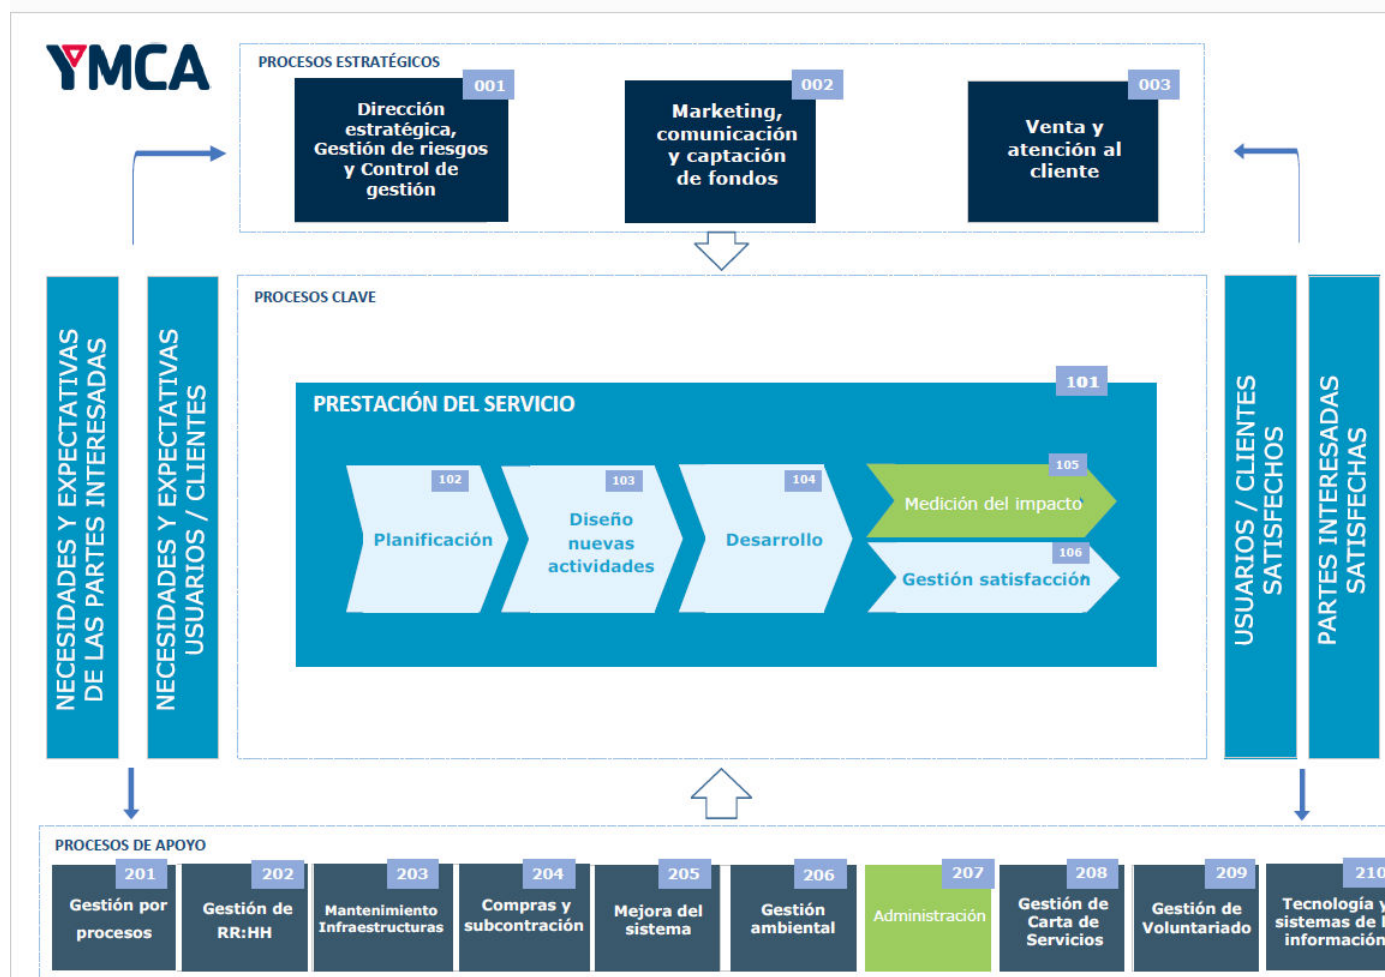 YMCA
PROCESOS ESTRATÉGICOS
001
Dirección
estratégica,
Gestión de riesgos
y Control de
gestión
002
Marketing,
comunicación
y captación
de fondos
003
Venta y
atención al
cliente
NECESIDADES Y EXPECTATIVAS
DE LAS PARTES INTERESADAS
NECESIDADES Y EXPECTATIVAS
USUARIOS / CLIENTES
PROCESOS CLAVE
101
PRESTACIÓN DEL SERVICIO
102
Planificación
103
Diseño
nuevas
actividades
104
Desarrollo
105
Medición del impacto
106
Gestión satisfacción
USUARIOS / CLIENTES
SATISFECHOS
PARTES INTERESADAS
SATISFECHAS
PROCESOS DE APOYO
201
Gestión por
procesos
202
Gestión de
RR:HH
203
Mantenimiento
Infraestructuras
204
Compras y
subcontración
205
Mejora del
sistema
206
Gestión
ambiental
207
Administración
208
Gestión de
Carta de
Servicios
209
Gestión de
Voluntariado
210
Tecnología y
sistemas de
información